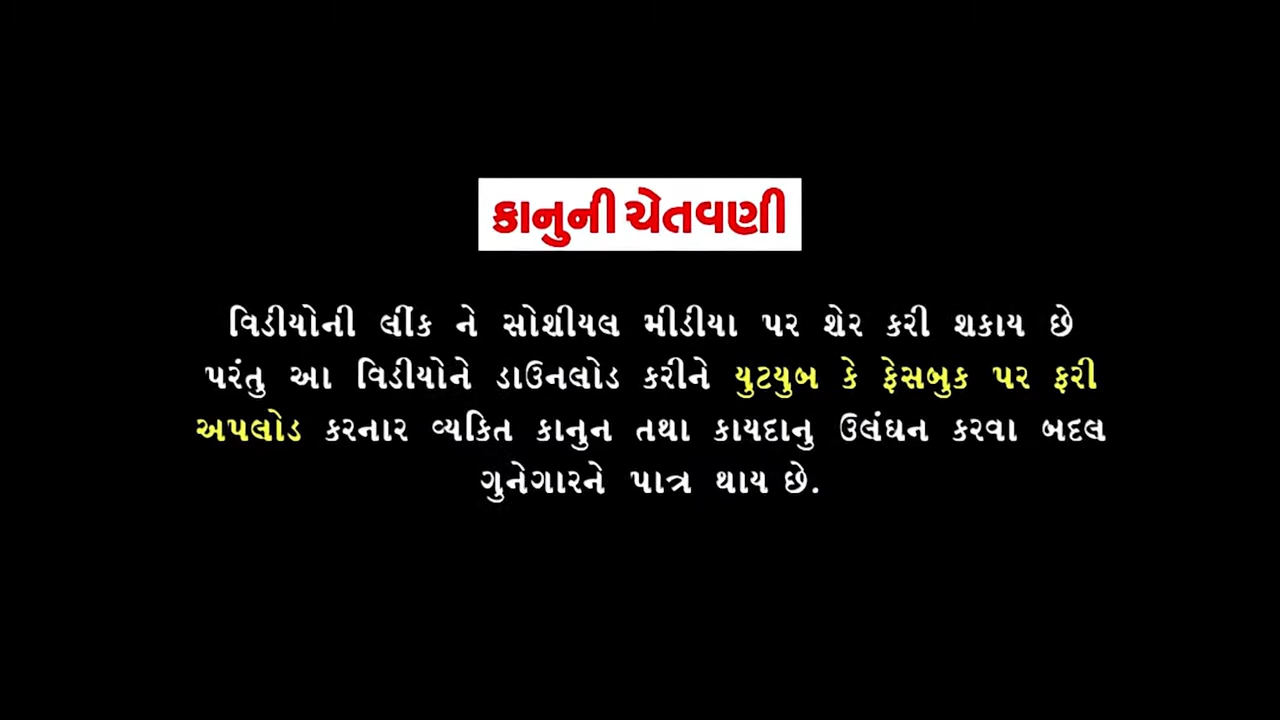 કાનુની ચેતવણી
વિડીયોની લીંક ને સોશીયલ મીડીયા પર શેર કરી શકાય છે
પરંતુ આ વિડીયોને ડાઉનલોડ કરીને યુટયુબ કે ફેસબુક પર ફરી
અપલોડ કરનાર વ્યકિત કાનુન તથા કાયદાનુ ઉલંઘન કરવા બદલ
ગુનેગારને પાત્ર થાય છે.